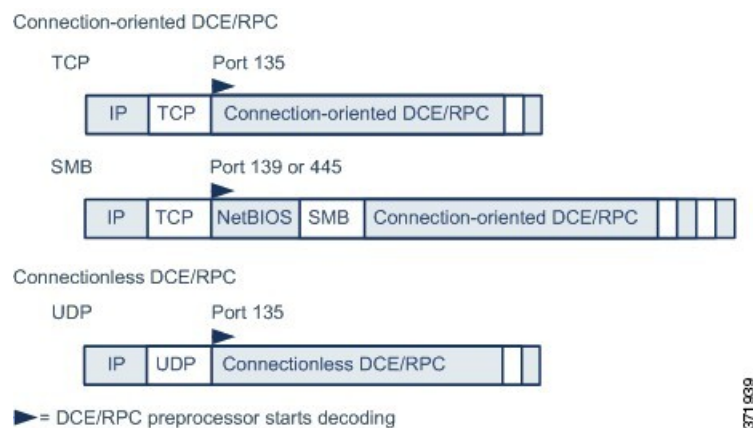 Connection-oriented DCE/RPC
TCP Port 135
IP TCP Connection-oriented DCE/RPC
SMB Port 139 or 445
IP TCP NetBIOS SMB Connection-oriented DCE/RPC
Connectionless DCE/RPC
UDP Port 135
IP UDP Connectionless DCE/RPC
= DCE/RPC preprocessor starts decoding
371939